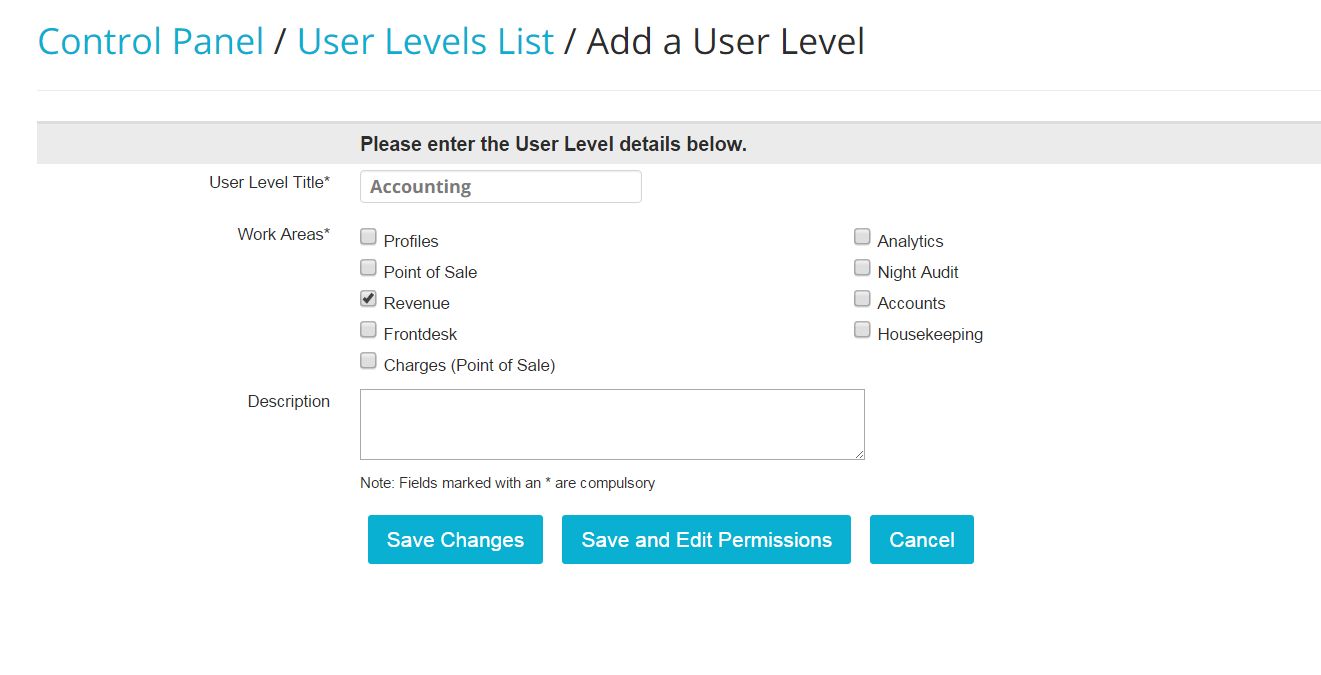 Control Panel / User Levels List / Add a User Level
Please enter the User Level details below.
User Level Title* Accounting
Work Areas*
Profiles Analytics
Point of Sale Night Audit
Revenue Accounts
Frontdesk Housekeeping
Charges (Point of Sale)
Description
Note: Fields marked with an * are compulsory
Save Changes Save and Edit Permissions Cancel